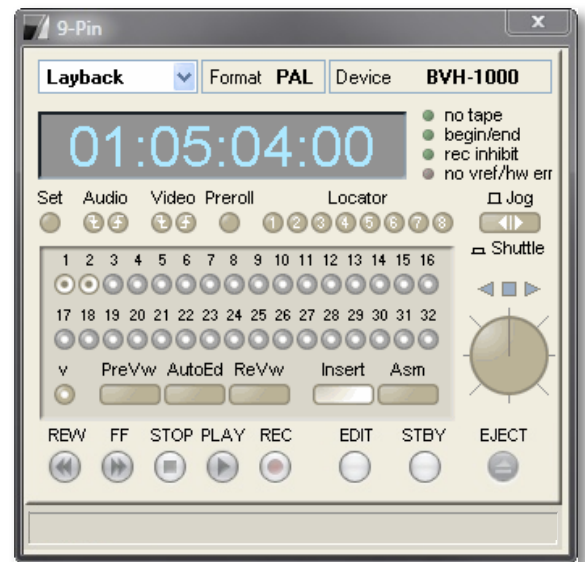 9-Pin
x
Layback Format PAL Device BVH-1000
01:05:04:00
no tape
begin/end
rec inhibit
no vref/hw err
Set Audio Video Preroll Locator Jog
1 2 3 4 5 6 7 8
Shuttle
1 2 3 4 5 6 7 8 9 10 11 12 13 14 15 16
17 18 19 20 21 22 23 24 25 26 27 28 29 30 31 32
v PreVw AutoEd ReVw Insert Asm
REW FF STOP PLAY REC EDIT STBY EJECT